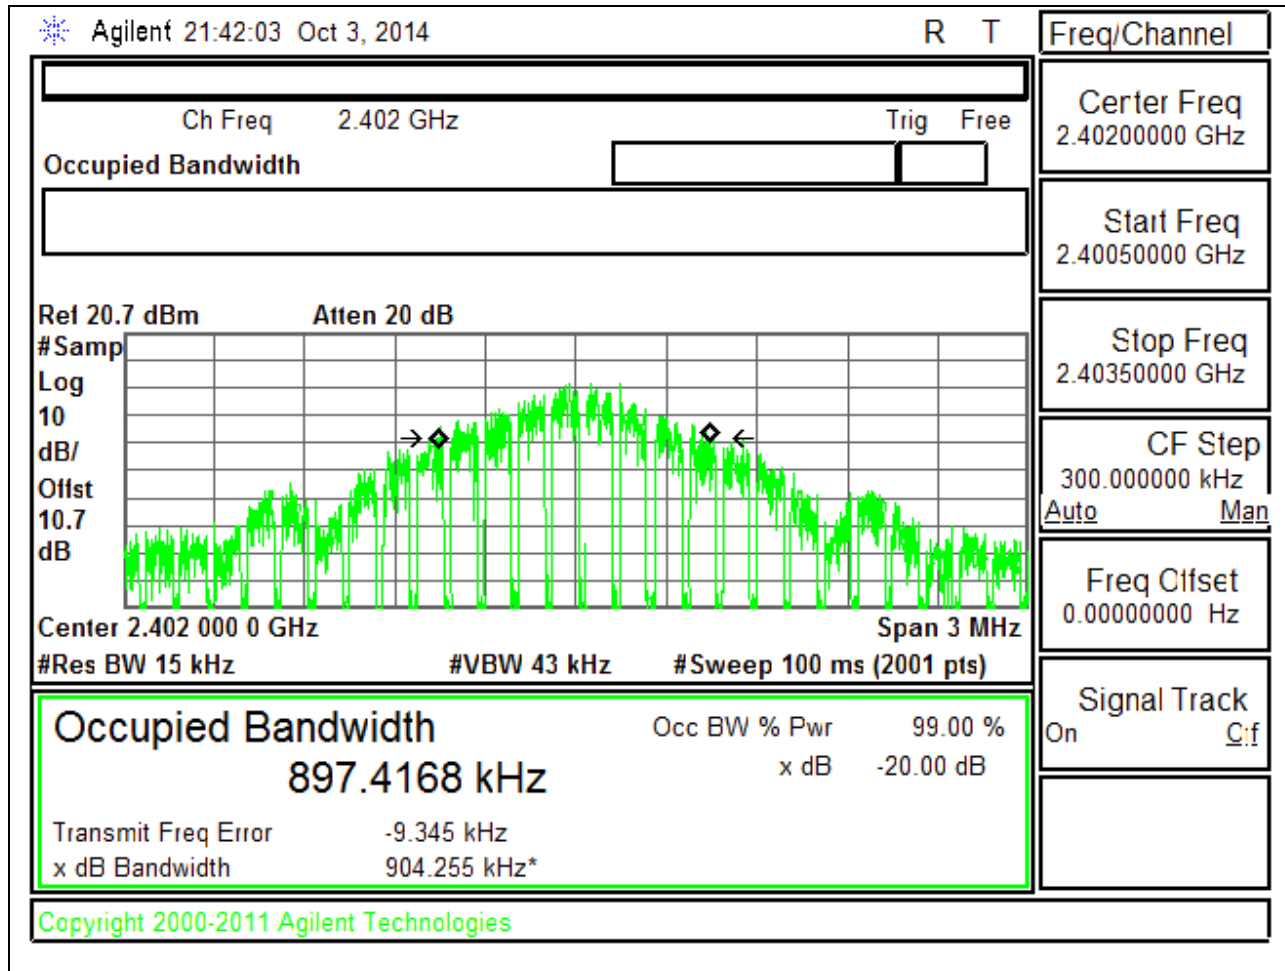 Agilent 21:42:03 Oct 3, 2014 R T
Freq/Channel
Ch Freq 2.402 GHz Trig Free
Occupied Bandwidth
Center Freq
2.40200000 GHz
Start Freq
2.40050000 GHz
Stop Freq
2.40350000 GHz
CF Step
300.000000 kHz
Auto Man
Freq Offset
0.00000000 Hz
Signal Track
On Off
Ref 20.7 dBm Atten 20 dB
#Samp
Log
10
dB/
Offst
10.7
dB
Center 2.402 000 0 GHz Span 3 MHz
#Res BW 15 kHz #VBW 43 kHz #Sweep 100 ms (2001 pts)
Occupied Bandwidth
897.4168 kHz
Occ BW % Pwr 99.00 %
x dB -20.00 dB
Transmit Freq Error -9.345 kHz
x dB Bandwidth 904.255 kHz*
Copyright 2000-2011 Agilent Technologies